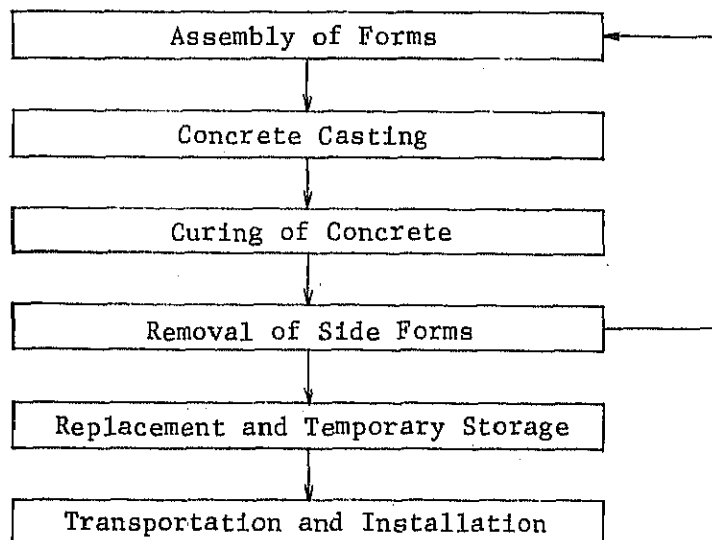 Assembly of Forms
Concrete Casting
Curing of Concrete
Removal of Side Forms
Replacement and Temporary Storage
Transportation and Installation